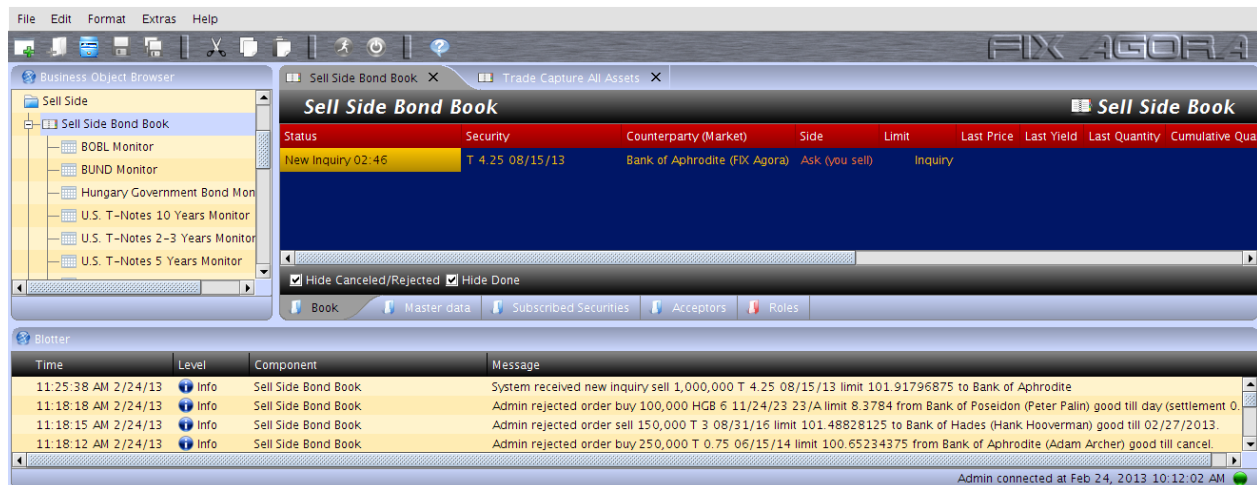 File Edit Format Extras Help
FIX AGORA
Business Object Browser
Sell Side
Sell Side Bond Book
BOBL Monitor
BUND Monitor
Hungary Government Bond Mon
U.S. T-Notes 10 Years Monitor
U.S. T-Notes 2-3 Years Monitor
U.S. T-Notes 5 Years Monitor
Sell Side Bond Book X Trade Capture All Assets X
Sell Side Bond Book Sell Side Book
Status Security Counterparty (Market) Side Limit Last Price Last Yield Last Quantity Cumulative Qua
New Inquiry 02:46 T 4.25 08/15/13 Bank of Aphrodite (FIX Agora) Ask (you sell) Inquiry
Hide Canceled/Rejected Hide Done
Book Master data Subscribed Securities Acceptors Roles
Blotter
Time Level Component Message
11:25:38 AM 2/24/13 Info Sell Side Bond Book System received new inquiry sell 1,000,000 T 4.25 08/15/13 limit 101.91796875 to Bank of Aphrodite
11:18:18 AM 2/24/13 Info Sell Side Bond Book Admin rejected order buy 100,000 HGB 6 11/24/23 23/A limit 8.3784 from Bank of Poseidon (Peter Palin) good till day (settlement 0.
11:18:15 AM 2/24/13 Info Sell Side Bond Book Admin rejected order sell 150,000 T 3 08/31/16 limit 101.48828125 to Bank of Hades (Hank Hooverman) good till 02/27/2013.
11:18:12 AM 2/24/13 Info Sell Side Bond Book Admin rejected order buy 250,000 T 0.75 06/15/14 limit 100.65234375 from Bank of Aphrodite (Adam Archer) good till cancel.
Admin connected at Feb 24, 2013 10:12:02 AM